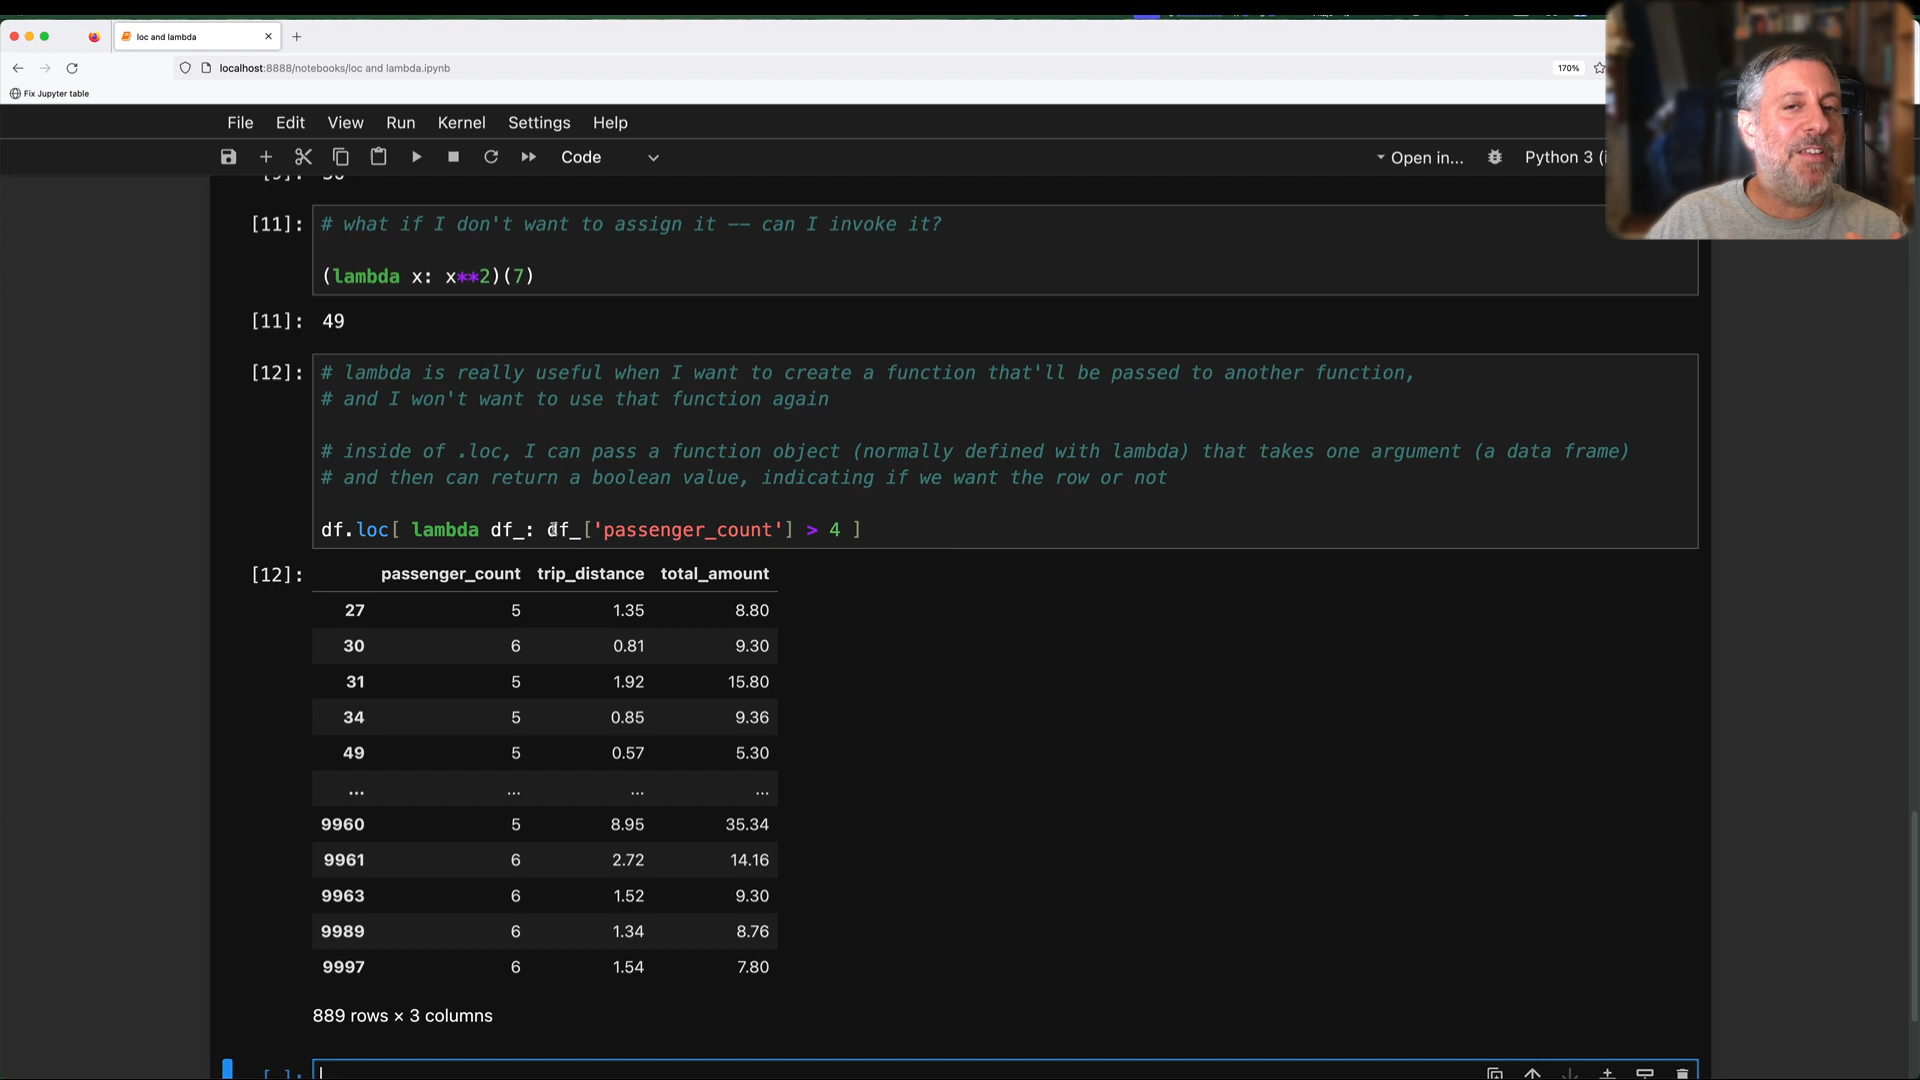 loc and lambda
localhost:8888/notebooks/loc and lambda.ipynb
170%
Fix Jupyter table
File Edit View Run Kernel Settings Help
Code
Open in...
Python 3 (i
[11]:
# what if I don't want to assign it -- can I invoke it?
(lambda x: x**2)(7)
[11]: 49
[12]:
# lambda is really useful when I want to create a function that'll be passed to another function,
# and I won't want to use that function again
# inside of .loc, I can pass a function object (normally defined with lambda) that takes one argument (a data frame)
# and then can return a boolean value, indicating if we want the row or not
df.loc[ lambda df_: df_['passenger_count'] > 4 ]
[12]:
passenger_count trip_distance total_amount
27 5 1.35 8.80
30 6 0.81 9.30
31 5 1.92 15.80
34 5 0.85 9.36
49 5 0.57 5.30
... ... ... ...
9960 5 8.95 35.34
9961 6 2.72 14.16
9963 6 1.52 9.30
9989 6 1.34 8.76
9997 6 1.54 7.80
889 rows × 3 columns
[ ]: